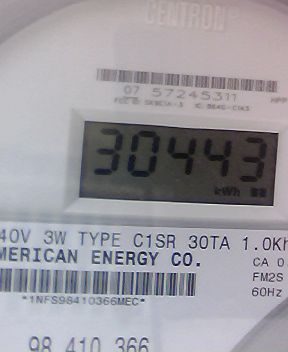 CENTRON®
07 57245311
30443
kWh
40V 3W TYPE C1SR 30TA 1.0Kh
MERICAN ENERGY CO.
CA 0
FM2S
60Hz
*1NFS98410366MEC*
98 410 366